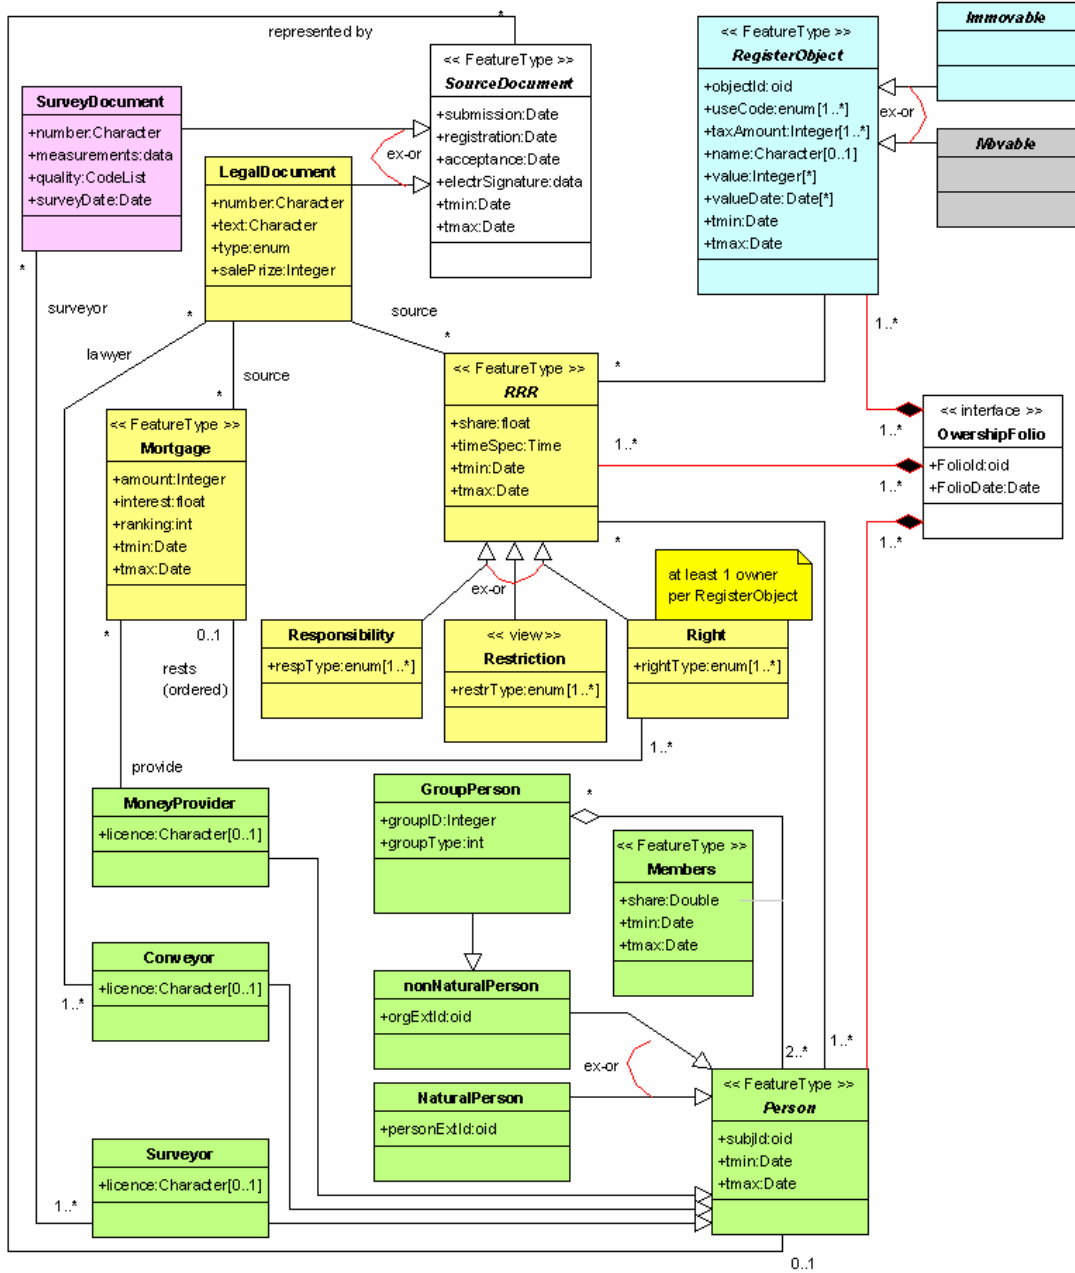 *
represented by
<< FeatureType >>
SourceDocument
+submission:Date
+registration:Date
+acceptance:Date
+electrSignature:data
+tmin:Date
+tmax:Date
<< FeatureType >>
RegisterObject
+objectId:oid
+useCode:enum[1..*]
+taxAmount:Integer[1..*]
+name:Character[0..1]
+value:Integer[*]
+valueDate:Date[*]
+tmin:Date
+tmax:Date
Immovable
ex-or
Movable
SurveyDocument
+number:Character
+measurements:data
+quality:CodeList
+surveyDate:Date
ex-or
LegalDocument
+number:Character
+text:Character
+type:enum
+salePrize:Integer
*
surveyor
*
lawyer
source
*
source
*
1..*
*
<< FeatureType >>
Mortgage
+amount:Integer
+interest:float
+ranking:int
+tmin:Date
+tmax:Date
<< FeatureType >>
RRR
+share:float
+timeSpec:Time
+tmin:Date
+tmax:Date
1..*
1..*
1..*
1..*
*
<< interface >>
OwershipFolio
+FolioId:oid
+FolioDate:Date
ex-or
at least 1 owner
per RegisterObject
*
0..1
rests
(ordered)
Responsibility
+respType:enum[1..*]
<< view>>
Restriction
+restrType:enum[1..*]
Right
+rightType:enum[1..*]
1..*
provide
MoneyProvider
+licence:Character[0..1]
GroupPerson
+groupID:Integer
+groupType:int
*
<< FeatureType >>
Members
+share:Double
+tmin:Date
+tmax:Date
Conveyor
+licence:Character[0..1]
1..*
nonNaturalPerson
+orgExtId:oid
ex-or
NaturalPerson
+personExtId:oid
2..*
1..*
<< FeatureType >>
Person
+subjId:oid
+tmin:Date
+tmax:Date
Surveyor
+licence:Character[0..1]
1..*
0..1